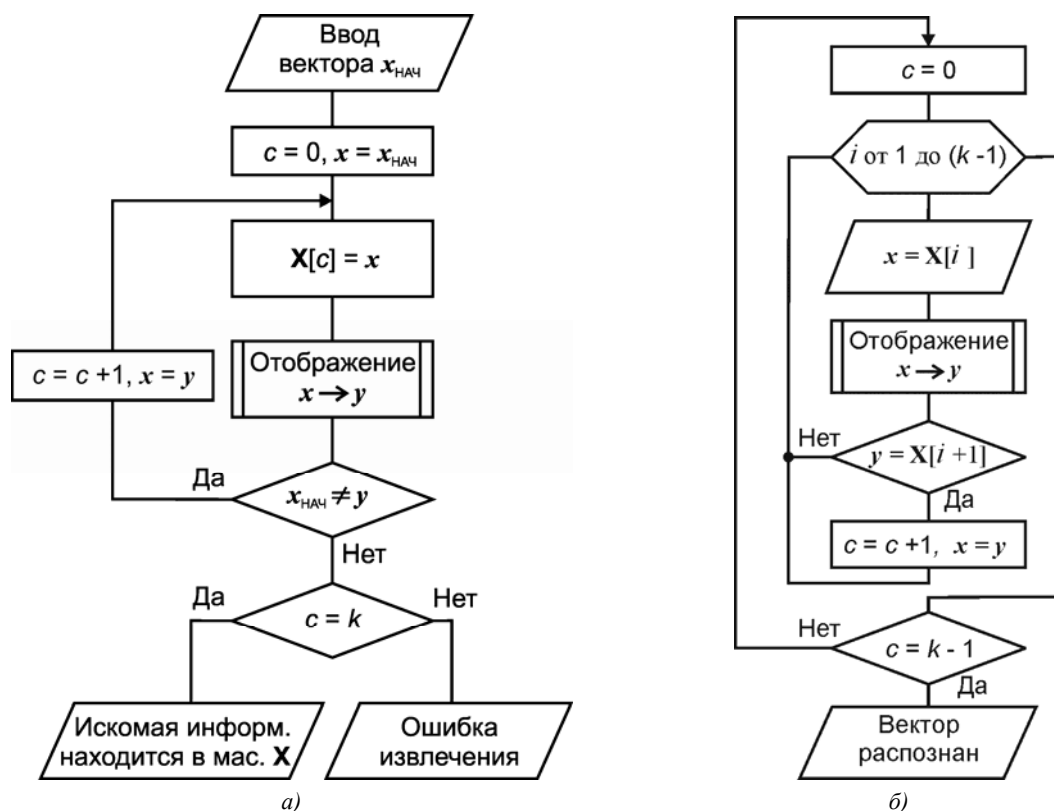 Ввод
вектора xНАЧ
c = 0, x = xНАЧ
X[c] = x
c = c +1, x = y
Отображение
x → y
Да
xНАЧ ≠ y
Нет
Да
c = k
Нет
Искомая информ.
находится в мас. X
Ошибка
извлечения
а)
c = 0
i от 1 до (k -1)
x = X[i ]
Отображение
x → y
Нет
y = X[i +1]
Да
c = c +1, x = y
Нет
c = k - 1
Да
Вектор
распознан
б)